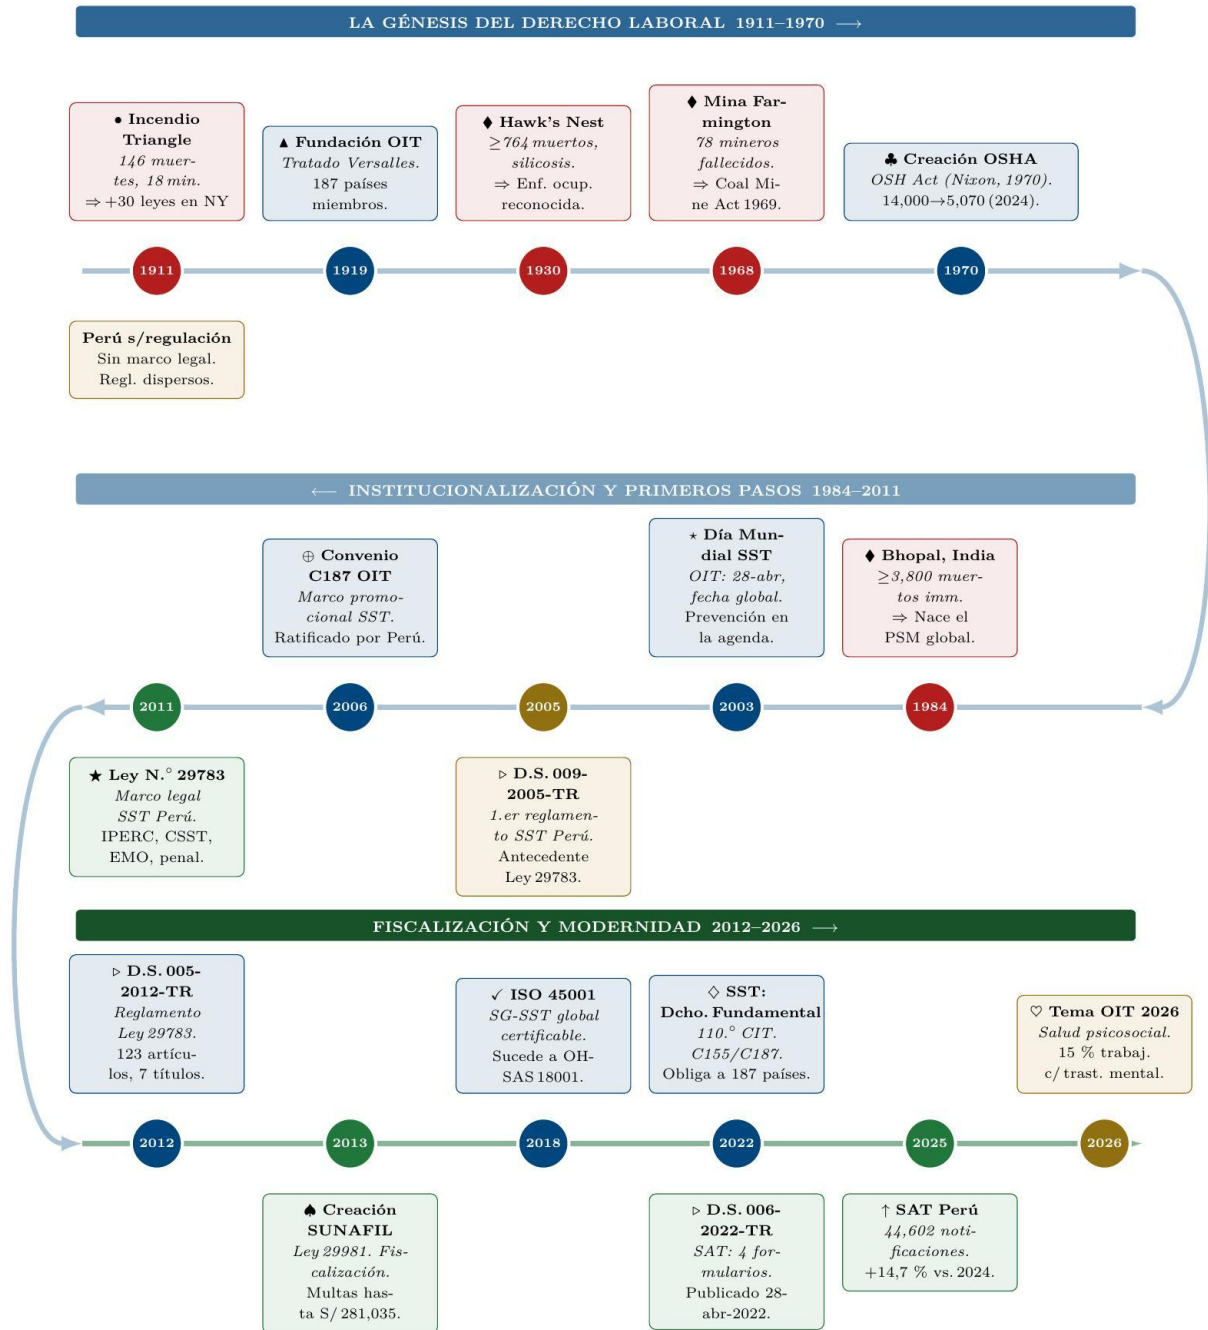 LA GÉNESIS DEL DERECHO LABORAL 1911–1970 →
● Incendio
Triangle
146 muer-
tes, 18 min.
⇒ +30 leyes en NY
▲ Fundación OIT
Tratado Versalles.
187 países
miembros.
♦ Hawk's Nest
≥764 muertos,
silicosis.
⇒ Enf. ocup.
reconocida.
♦ Mina Far-
mington
78 mineros
fallecidos.
⇒ Coal Mi-
ne Act 1969.
♣ Creación OSHA
OSH Act (Nixon, 1970).
14,000→5,070 (2024).
1911
1919
1930
1968
1970
Perú s/regulación
Sin marco legal.
Regl. dispersos.
← INSTITUCIONALIZACIÓN Y PRIMEROS PASOS 1984–2011
⊕ Convenio
C187 OIT
Marco promo-
cional SST.
Ratificado por Perú.
⋆ Día Mun-
dial SST
OIT: 28-abr,
fecha global.
Prevención en
la agenda.
♦ Bhopal, India
≥3,800 muer-
tos imm.
⇒ Nace el
PSM global.
2011
2006
2005
2003
1984
★ Ley N.° 29783
Marco legal
SST Perú.
IPERC, CSST,
EMO, penal.
▷ D.S. 009-
2005-TR
1.er reglamen-
to SST Perú.
Antecedente
Ley 29783.
FISCALIZACIÓN Y MODERNIDAD 2012–2026 →
▷ D.S. 005-
2012-TR
Reglamento
Ley 29783.
123 artícu-
los, 7 títulos.
✓ ISO 45001
SG-SST global
certificable.
Sucede a OH-
SAS 18001.
♢ SST:
Dcho. Fundamental
110.° CIT.
C155/C187.
Obliga a 187 países.
♡ Tema OIT 2026
Salud psicosocial.
15 % trabaj.
c/ trast. mental.
2012
2013
2018
2022
2025
2026
♠ Creación
SUNAFIL
Ley 29981. Fis-
calización.
Multas has-
ta S/ 281,035.
▷ D.S. 006-
2022-TR
SAT: 4 for-
mularios.
Publicado 28-
abr-2022.
↑ SAT Perú
44,602 noti-
ficaciones.
+14,7 % vs. 2024.